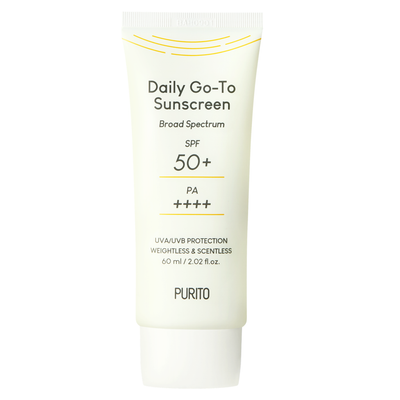 Daily Go-To
Sunscreen
Broad Spectrum
SPF
50+
PA
++++
UVA/UVB PROTECTION
WEIGHTLESS & SCENTLESS
60 ml / 2.02 fl.oz.
PURITO